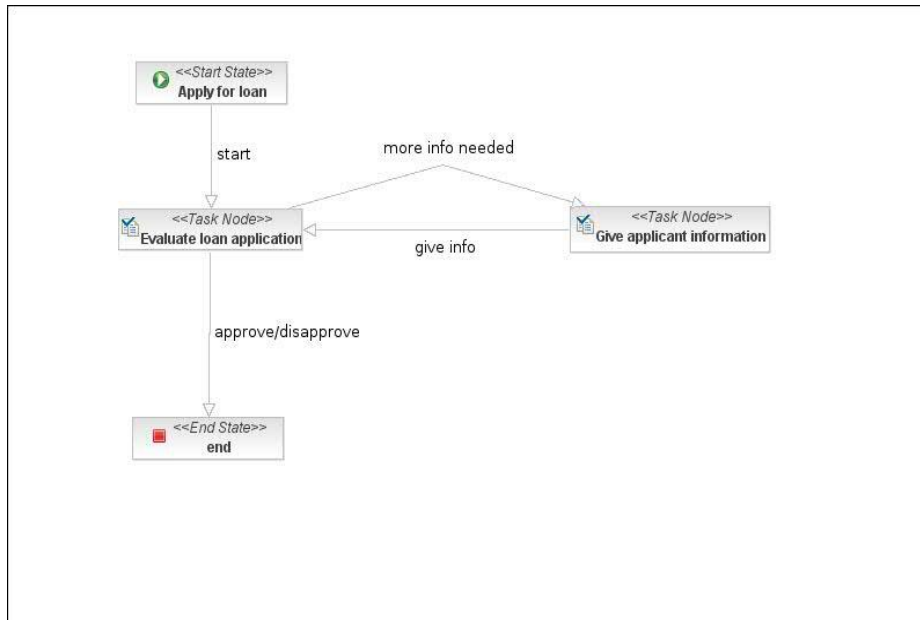 <<Start State>>
Apply for loan
start
more info needed
<<Task Node>>
Evaluate loan application
<<Task Node>>
Give applicant information
give info
approve/disapprove
<<End State>>
end